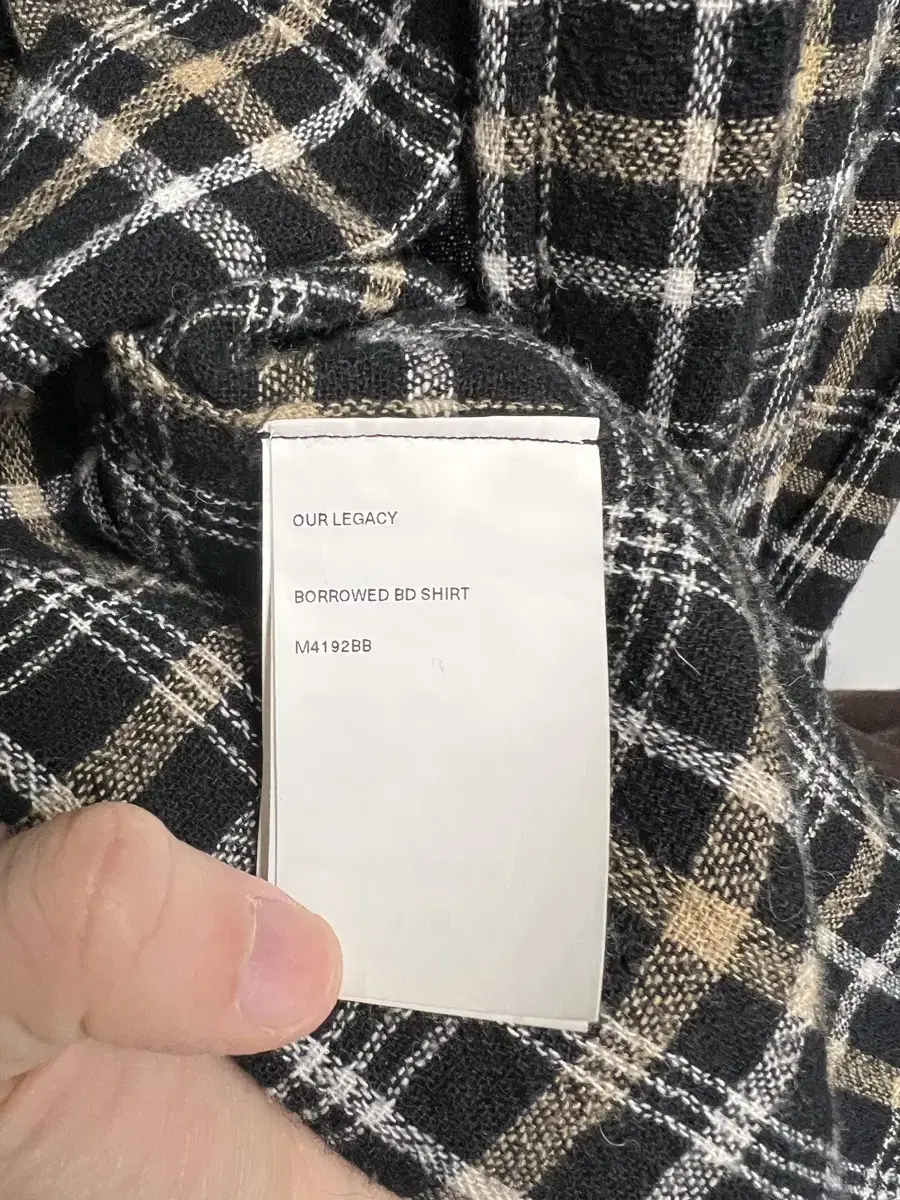 OUR LEGACY
BORROWED BD SHIRT
M4192BB